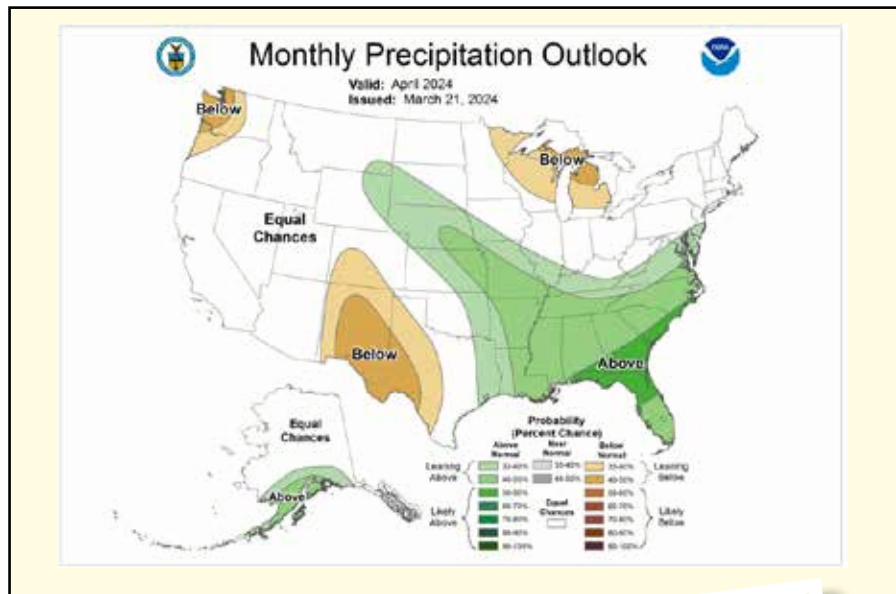 Monthly Precipitation Outlook
Valid: April 2024
Issued: March 21, 2024
Below
Below
Equal
Chances
Below
Above
Equal
Chances
Above
Probability
(Percent Chance)
Above
Normal
Near
Normal
Below
Normal
Leaning
Above
33-40%
33-40%
33-40%
Leaning
Below
40-50%
40-50%
40-50%
Likely
Above
50-60%
50-60%
Likely
Below
60-70%
60-70%
70-80%
70-80%
80-90%
80-90%
90-100%
90-100%
Equal
Chances